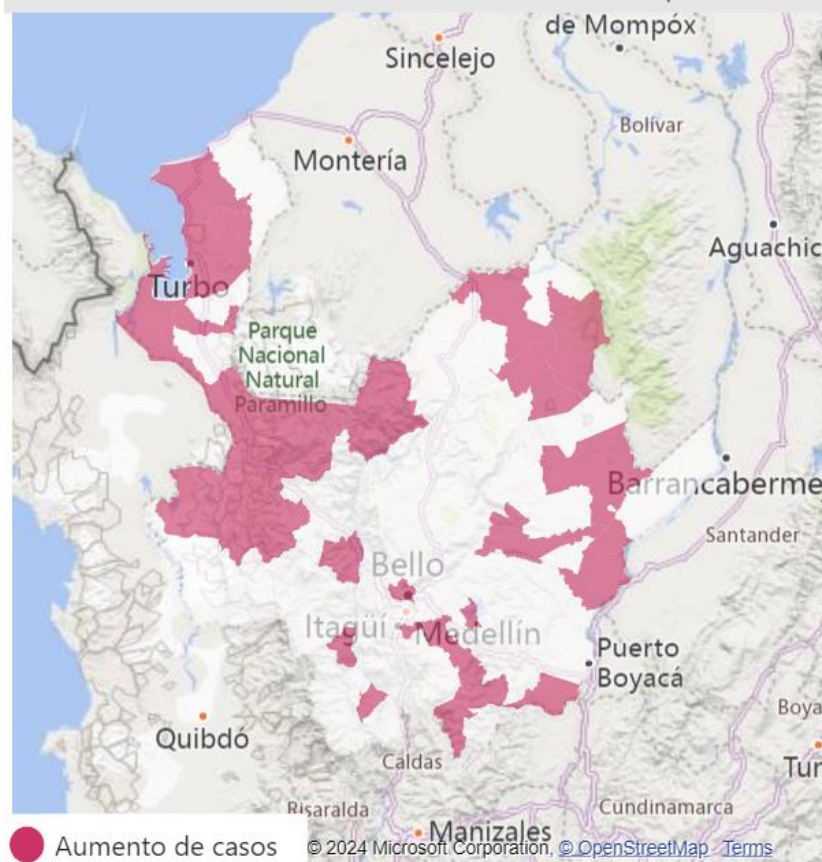 de Mompóx
Sincelejo
Bolívar
Montería
Aguachic
Turbo
Parque
Nacional
Natural
Paramillo
Barrancaberme
Santander
Bello
Itagüí
Medellín
Puerto
Boyacá
Boya
Quibdó
Tur
Caldas
Risaralda
Cundinamarca
Manizales
Aumento de casos
© 2024 Microsoft Corporation, © OpenStreetMap Terms